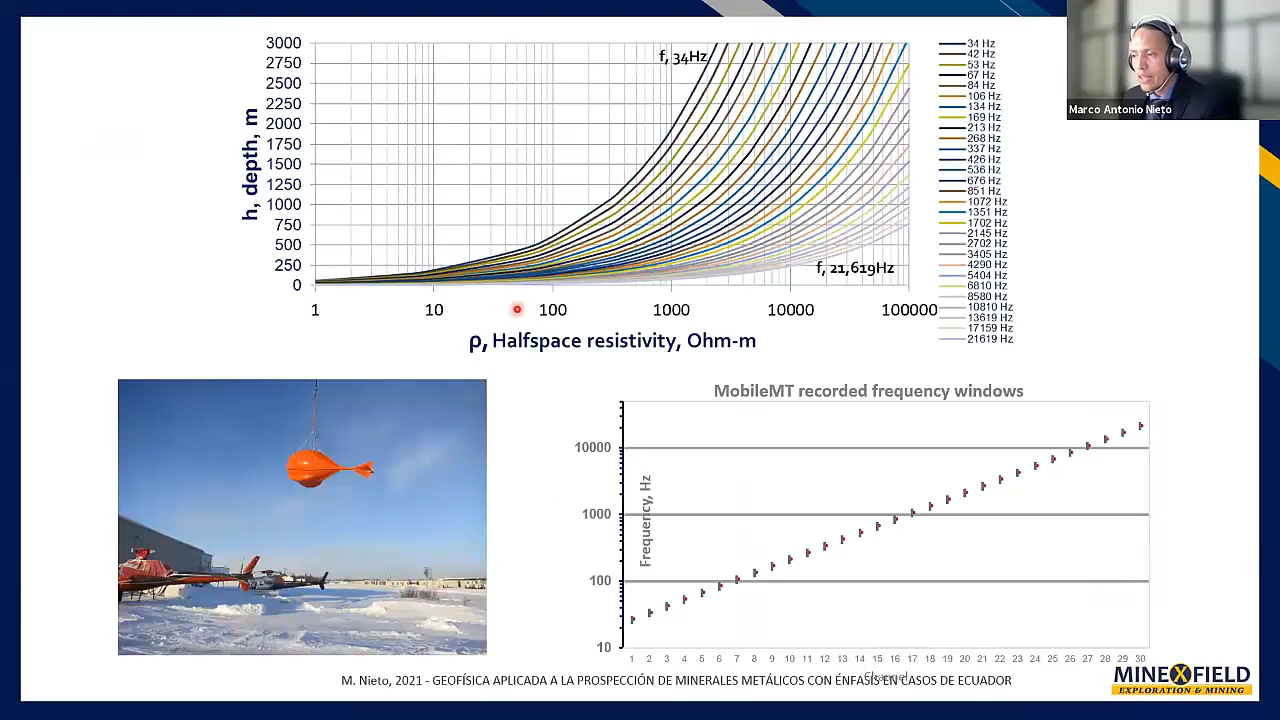 3000
2750
2500
2250
2000
1750
1500
1250
1000
750
500
250
0
h, depth, m
f, 34Hz
f, 21,619Hz
1 10 100 1000 10000 100000
ρ, Halfspace resistivity, Ohm-m
34 Hz
42 Hz
53 Hz
67 Hz
84 Hz
106 Hz
134 Hz
169 Hz
213 Hz
268 Hz
337 Hz
426 Hz
536 Hz
676 Hz
851 Hz
1072 Hz
1351 Hz
1702 Hz
2145 Hz
2702 Hz
3405 Hz
4290 Hz
5404 Hz
6810 Hz
8580 Hz
10810 Hz
13619 Hz
17159 Hz
21619 Hz
Marco Antonio Nieto
MobileMT recorded frequency windows
10000
1000
100
10
Frequency, Hz
1 2 3 4 5 6 7 8 9 10 11 12 13 14 15 16 17 18 19 20 21 22 23 24 25 26 27 28 29 30
Channel
M. Nieto, 2021 - GEOFÍSICA APLICADA A LA PROSPECCIÓN DE MINERALES METÁLICOS CON ÉNFASIS EN CASOS DE ECUADOR
MINEXFIELD
EXPLORATION & MINING